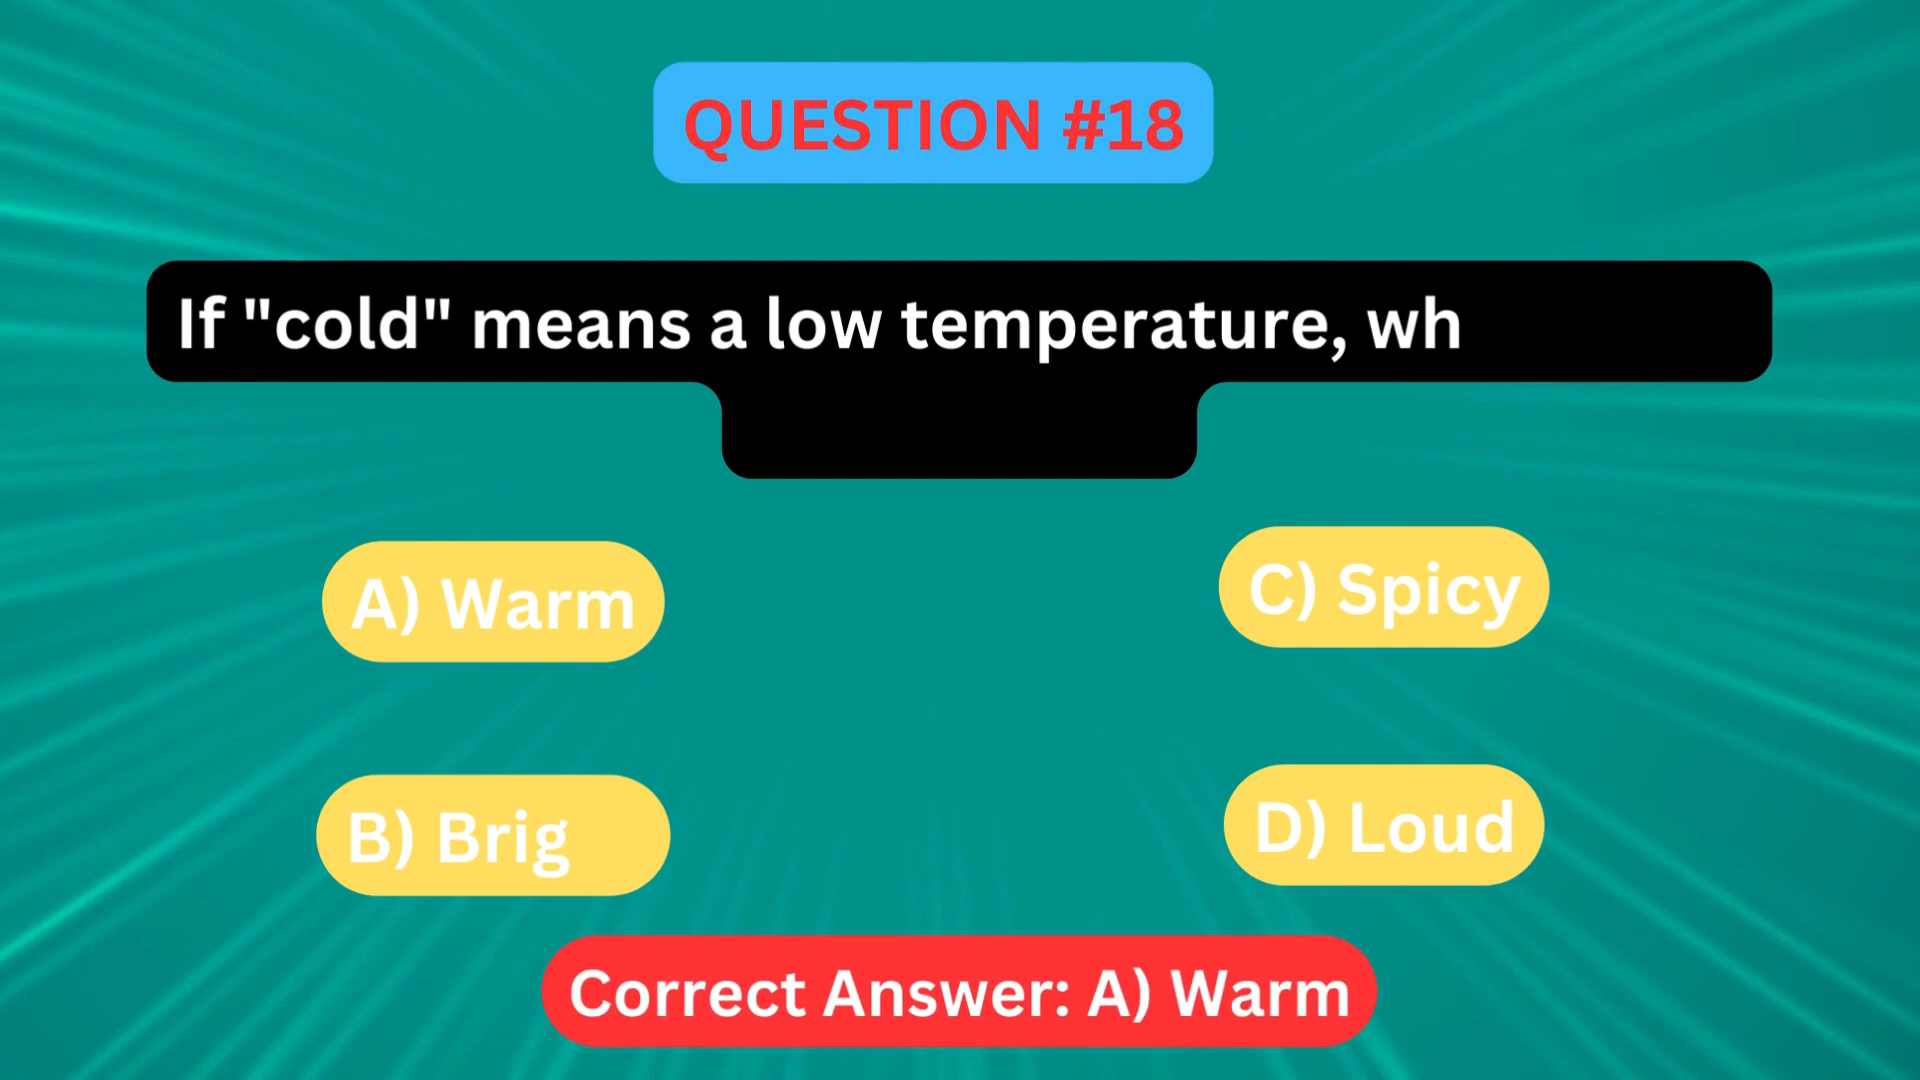 QUESTION #18
If "cold" means a low temperature, wh
A) Warm
C) Spicy
B) Brig
D) Loud
Correct Answer: A) Warm